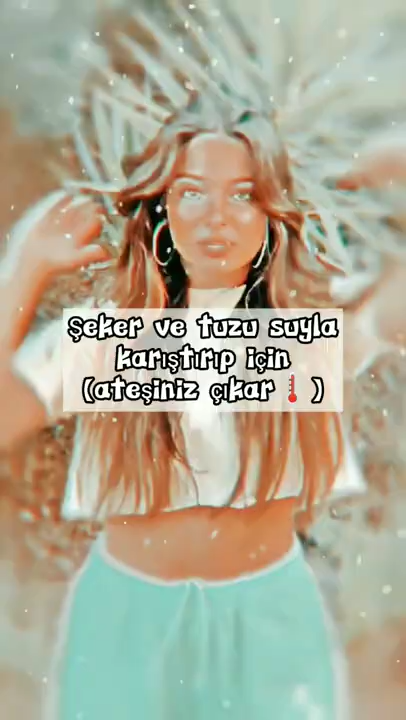 Şeker ve tuzu suyla
karıştırıp için
(ateşiniz çıkar🌡️)